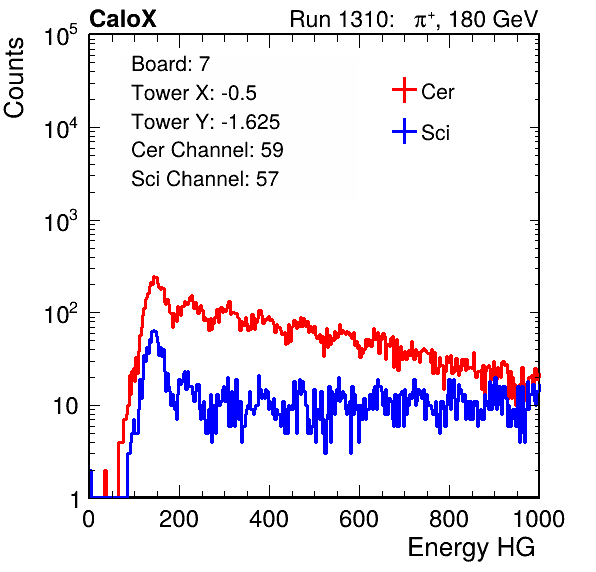 CaloX Run 1310: π⁺, 180 GeV
Board: 7
Tower X: -0.5
Tower Y: -1.625
Cer Channel: 59
Sci Channel: 57
Cer
Sci
Counts
10⁵
10⁴
10³
10²
10
1
0 200 400 600 800 1000
Energy HG